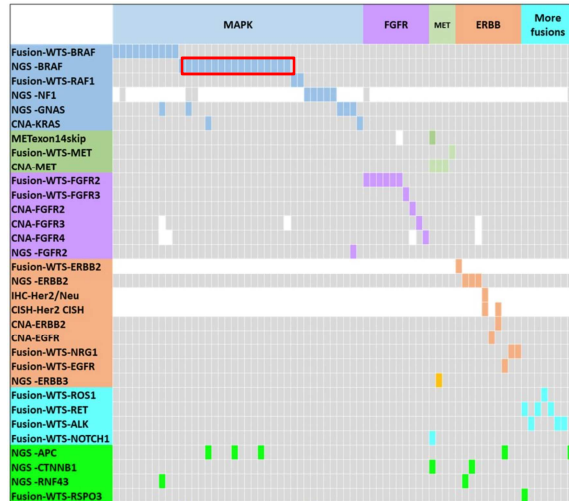 MAPK FGFR MET ERBB More
fusions
Fusion-WTS-BRAF
NGS -BRAF
Fusion-WTS-RAF1
NGS -NF1
NGS -GNAS
CNA-KRAS
METexon14skip
Fusion-WTS-MET
CNA-MET
Fusion-WTS-FGFR2
Fusion-WTS-FGFR3
CNA-FGFR2
CNA-FGFR3
CNA-FGFR4
NGS -FGFR2
Fusion-WTS-ERBB2
NGS -ERBB2
IHC-Her2/Neu
CISH-Her2 CISH
CNA-ERBB2
CNA-EGFR
Fusion-WTS-NRG1
Fusion-WTS-EGFR
NGS -ERBB3
Fusion-WTS-ROS1
Fusion-WTS-RET
Fusion-WTS-ALK
Fusion-WTS-NOTCH1
NGS -APC
NGS -CTNNB1
NGS -RNF43
Fusion-WTS-RSPO3